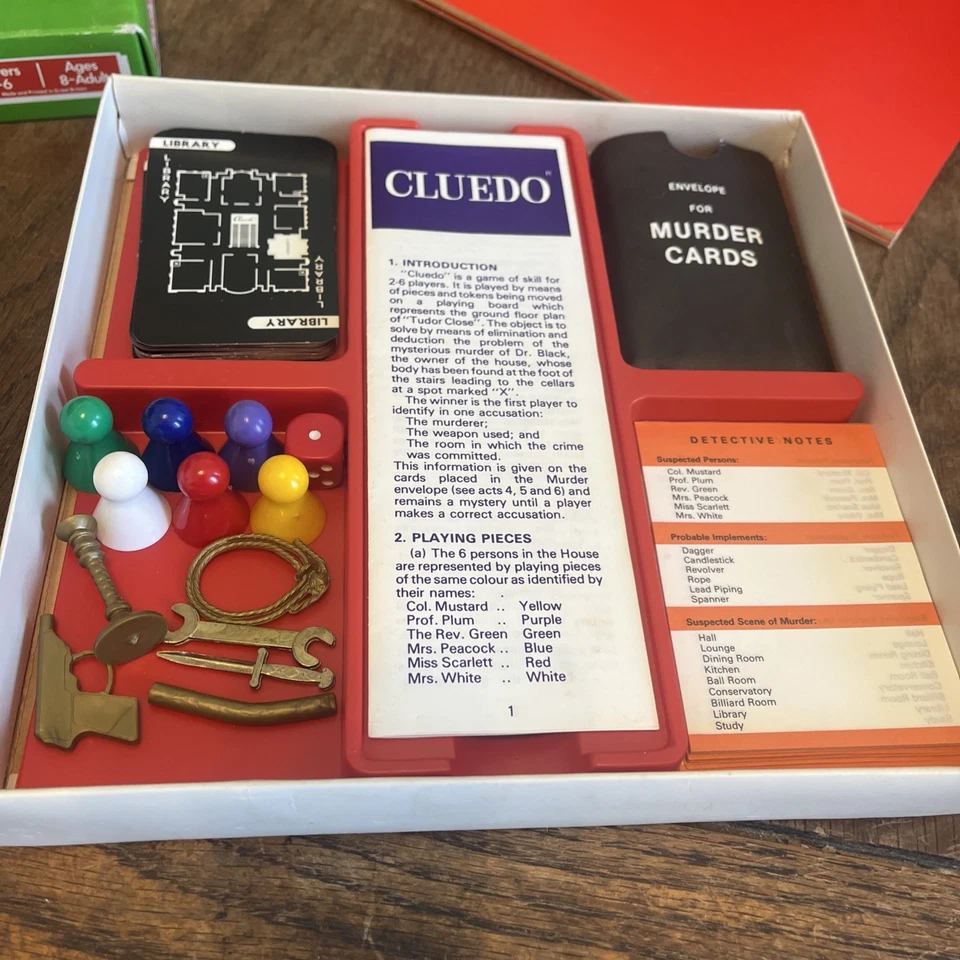 ers
-6
Ages
8-Adult
Made and Printed in Great Britain
LIBRARY
LIBRARY
LIBRARY
LIBRARY
CLUEDO
1. INTRODUCTION
"Cluedo" is a game of skill for
2-6 players. It is played by means
of pieces and tokens being moved
on a playing board which
represents the ground floor plan
of "Tudor Close". The object is to
solve by means of elimination and
deduction the problem of the
mysterious murder of Dr. Black,
the owner of the house, whose
body has been found at the foot of
the stairs leading to the cellars
at a spot marked "X".
The winner is the first player to
identify in one accusation:
The murderer;
The weapon used; and
The room in which the crime
was committed.
This information is given on the
cards placed in the Murder
envelope (see acts 4, 5 and 6) and
remains a mystery until a player
makes a correct accusation.
2. PLAYING PIECES
(a) The 6 persons in the House
are represented by playing pieces
of the same colour as identified by
their names:
Col. Mustard .. Yellow
Prof. Plum .. Purple
The Rev. Green Green
Mrs. Peacock .. Blue
Miss Scarlett .. Red
Mrs. White .. White
1
ENVELOPE
FOR
MURDER
CARDS
DETECTIVE NOTES
Suspected Persons:
Col. Mustard
Prof. Plum
Rev. Green
Mrs. Peacock
Miss Scarlett
Mrs. White
Probable Implements:
Dagger
Candlestick
Revolver
Rope
Lead Piping
Spanner
Suspected Scene of Murder:
Hall
Lounge
Dining Room
Kitchen
Ball Room
Conservatory
Billiard Room
Library
Study